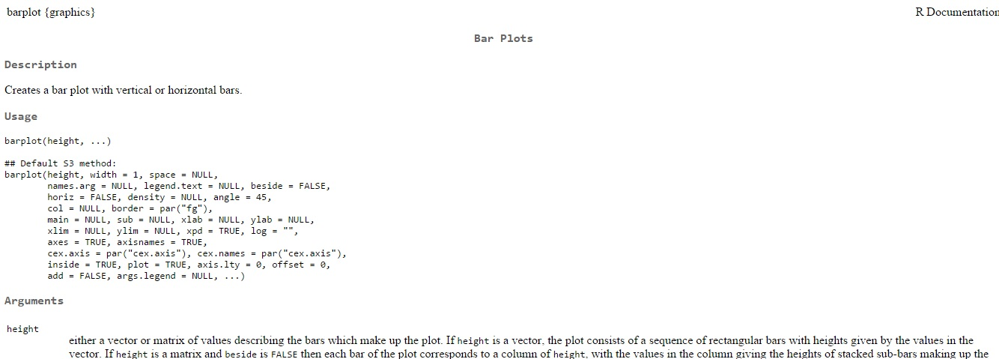 barplot {graphics} R Documentation
Bar Plots
Description
Creates a bar plot with vertical or horizontal bars.
Usage
barplot(height, ...)
## Default S3 method:
barplot(height, width = 1, space = NULL,
        names.arg = NULL, legend.text = NULL, beside = FALSE,
        horiz = FALSE, density = NULL, angle = 45,
        col = NULL, border = par("fg"),
        main = NULL, sub = NULL, xlab = NULL, ylab = NULL,
        xlim = NULL, ylim = NULL, xpd = TRUE, log = "",
        axes = TRUE, axisnames = TRUE,
        cex.axis = par("cex.axis"), cex.names = par("cex.axis"),
        inside = TRUE, plot = TRUE, axis.lty = 0, offset = 0,
        add = FALSE, args.legend = NULL, ...)
Arguments
height
either a vector or matrix of values describing the bars which make up the plot. If height is a vector, the plot consists of a sequence of rectangular bars with heights given by the values in the
vector. If height is a matrix and beside is FALSE then each bar of the plot corresponds to a column of height, with the values in the column giving the heights of stacked sub-bars making up the